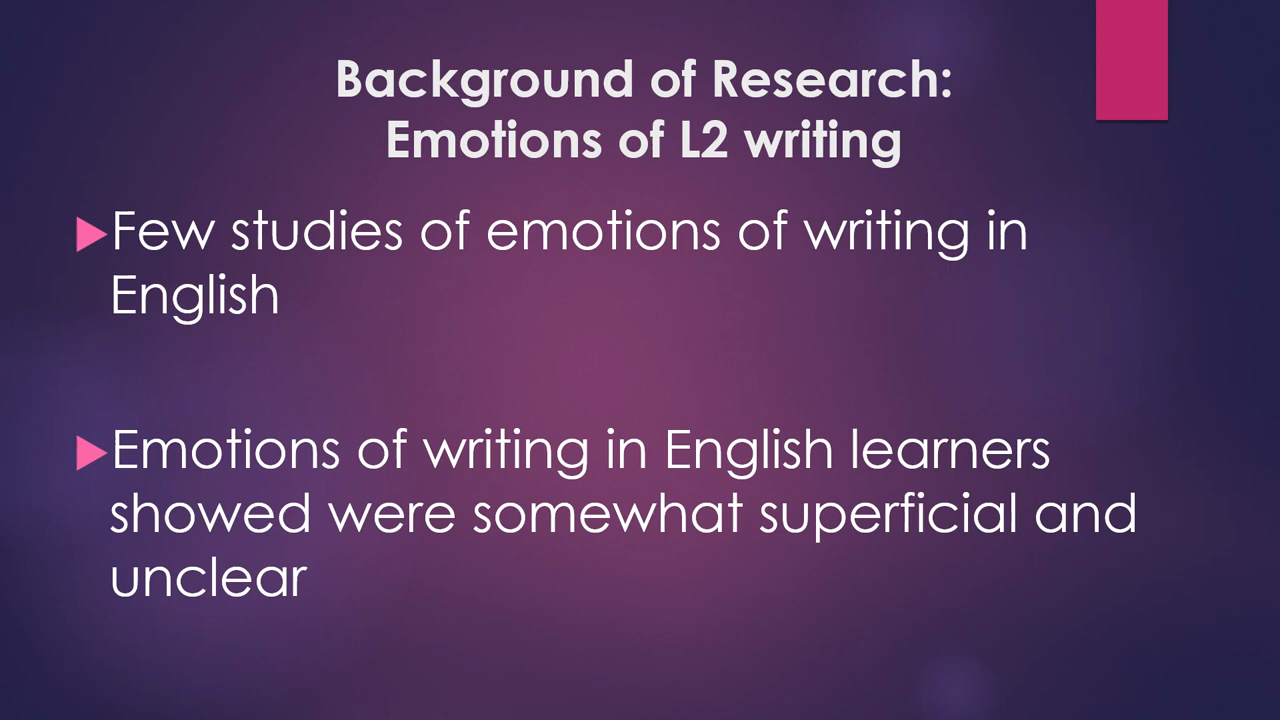 Background of Research:
Emotions of L2 writing
Few studies of emotions of writing in
English
Emotions of writing in English learners
showed were somewhat superficial and
unclear